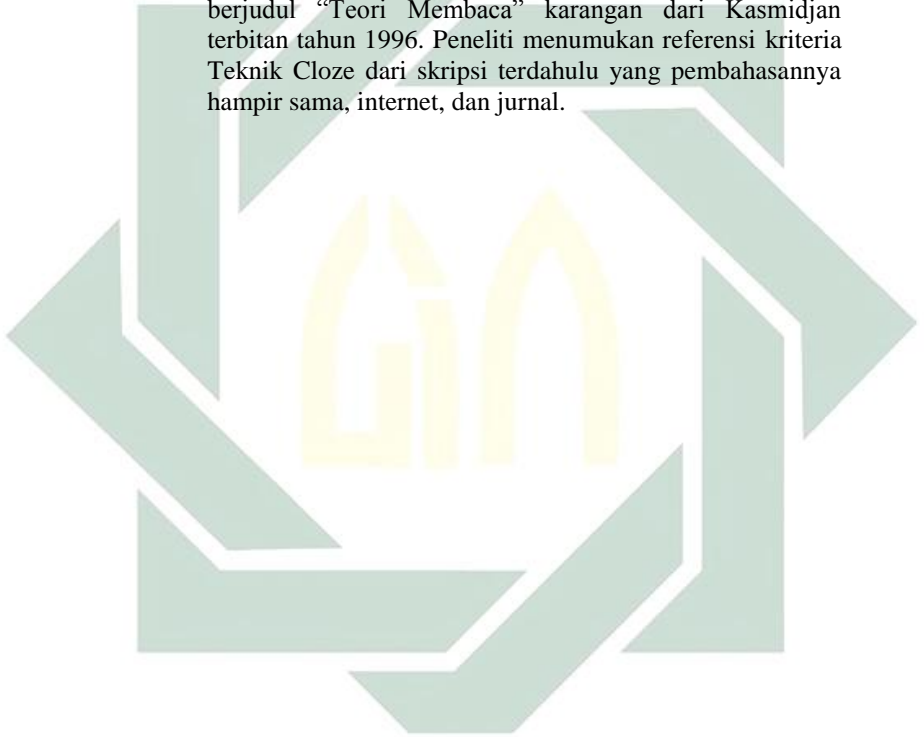 berjudul “Teori Membaca” karangan dari Kasmidjan
terbitan tahun 1996. Peneliti menumukan referensi kriteria
Teknik Cloze dari skripsi terdahulu yang pembahasannya
hampir sama, internet, dan jurnal.